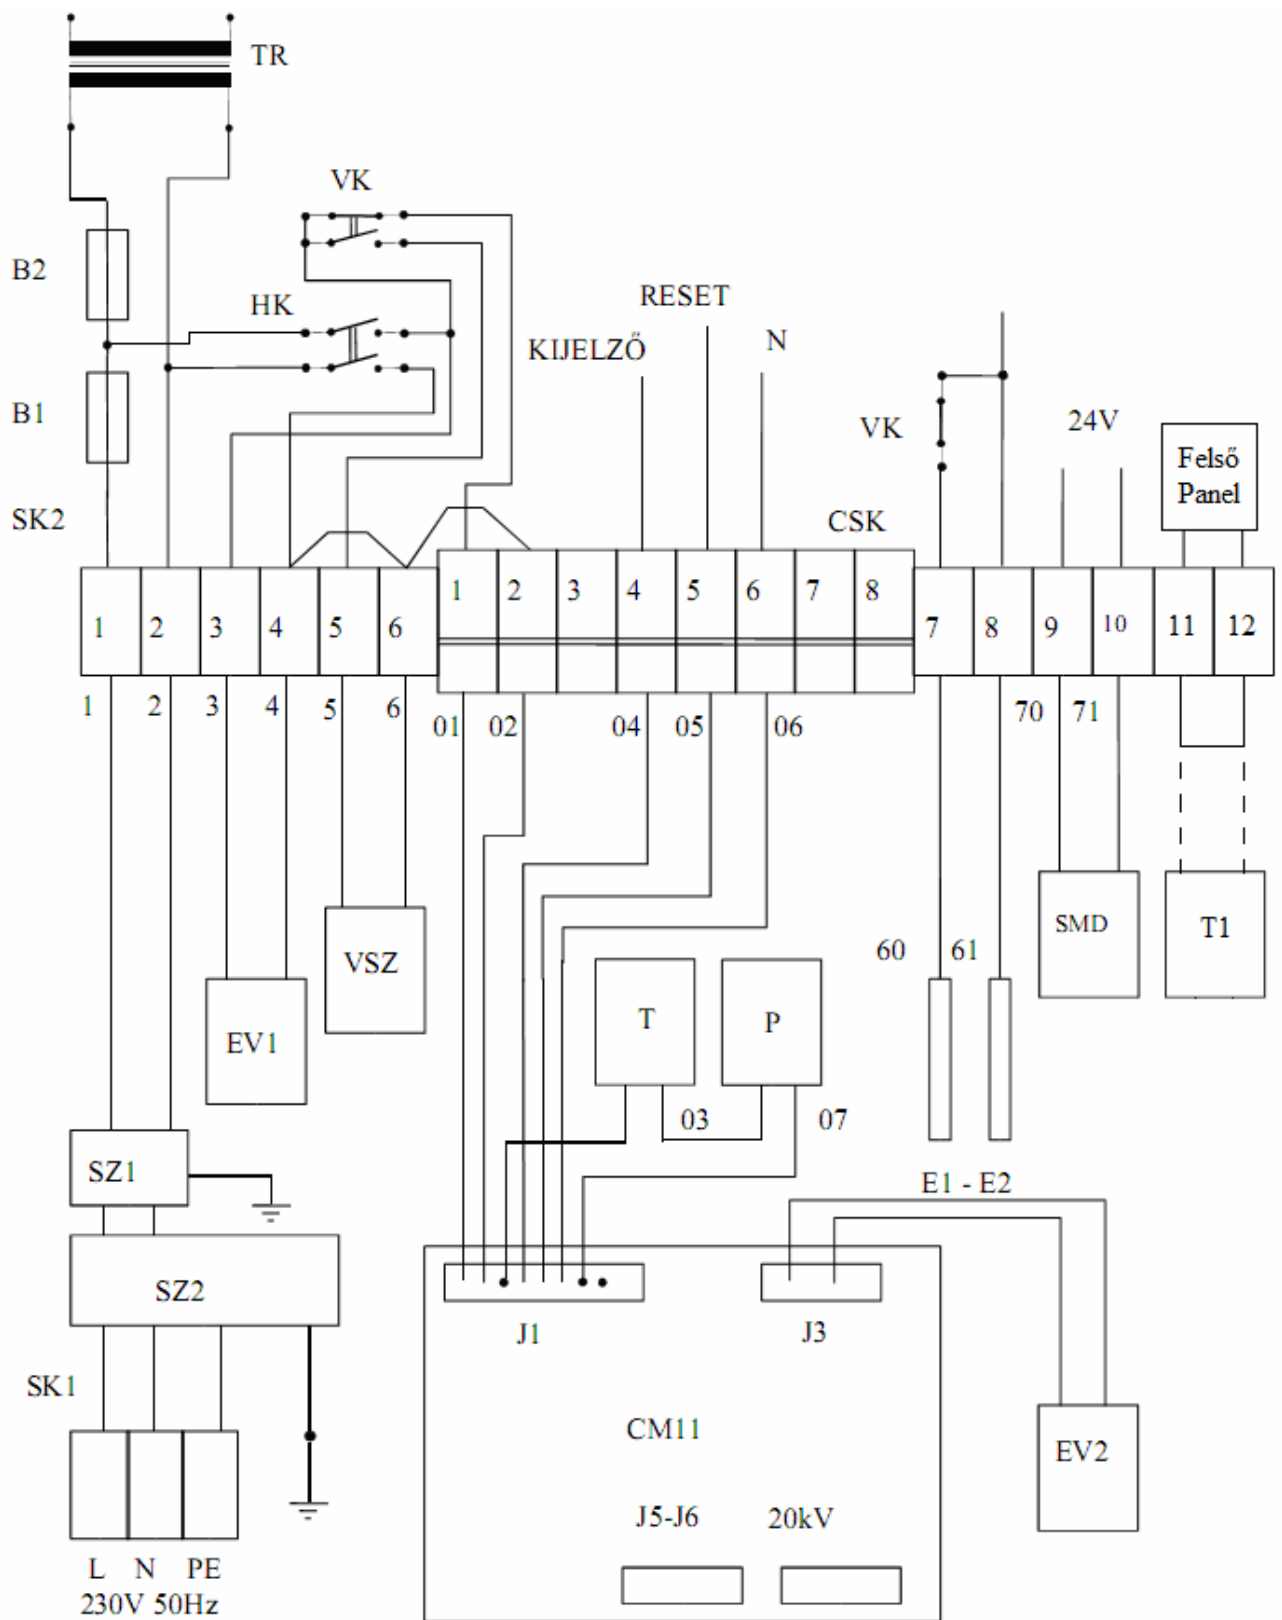 TR
VK
B2
HK
RESET
KIJELZŐ
N
B1
VK
24V
Felső
Panel
SK2
CSK
1 2 3 4 5 6
1 2 3 4 5 6 7 8
7 8 9 10 11 12
1 2 3 4 5 6
01 02 04 05 06
70 71
60 61
SMD
T1
VSZ
EV1
T
P
03
07
SZ1
E1 - E2
SZ2
J1
J3
SK1
CM11
EV2
J5-J6
20kV
L N PE
230V 50Hz